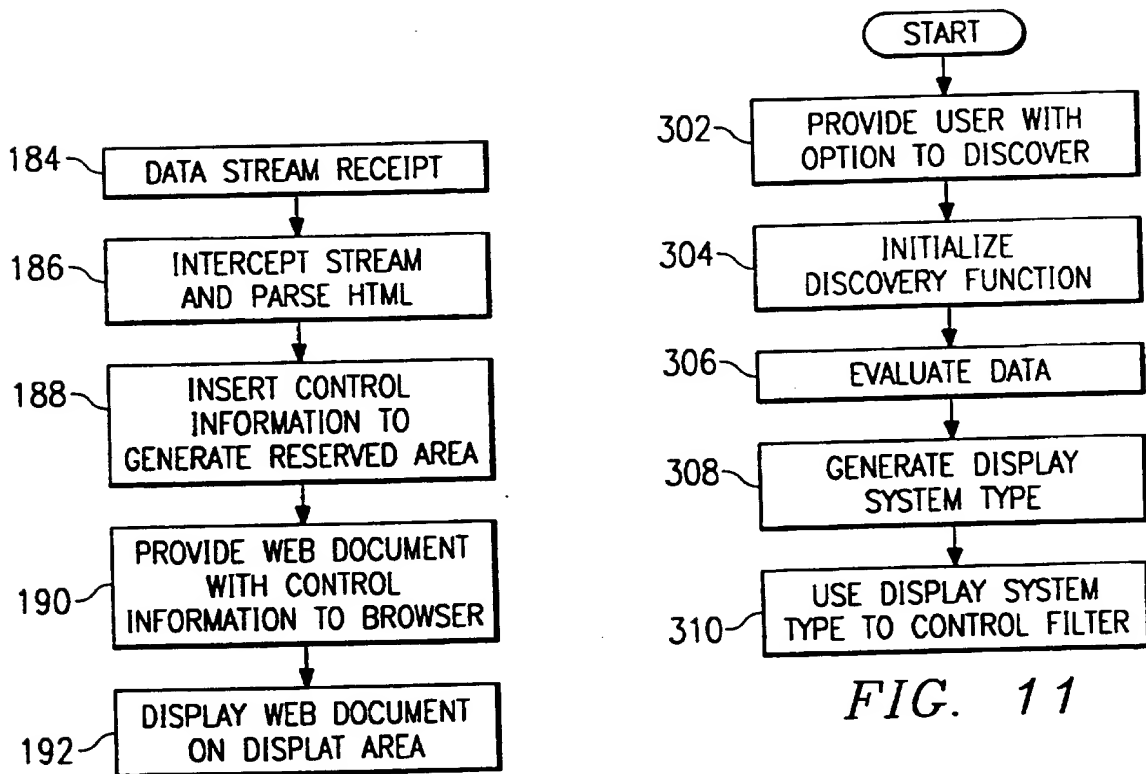 184
DATA STREAM RECEIPT
186
INTERCEPT STREAM
AND PARSE HTML
188
INSERT CONTROL
INFORMATION TO
GENERATE RESERVED AREA
190
PROVIDE WEB DOCUMENT
WITH CONTROL
INFORMATION TO BROWSER
192
DISPLAY WEB DOCUMENT
ON DISPLAT AREA
START
302
PROVIDE USER WITH
OPTION TO DISCOVER
304
INITIALIZE
DISCOVERY FUNCTION
306
EVALUATE DATA
308
GENERATE DISPLAY
SYSTEM TYPE
310
USE DISPLAY SYSTEM
TYPE TO CONTROL FILTER
FIG. 11